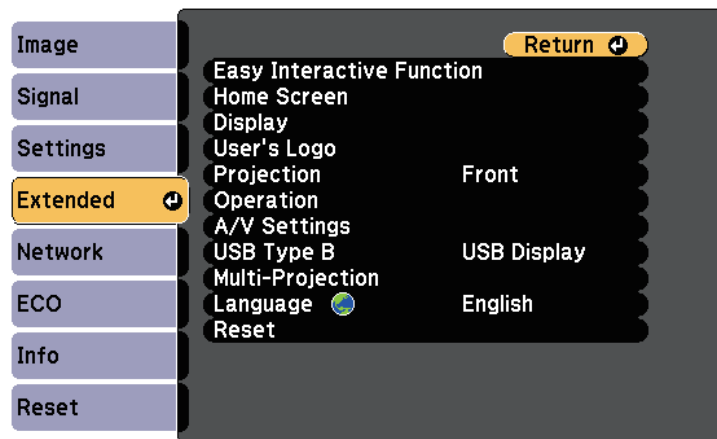 Image
Signal
Settings
Extended
Network
ECO
Info
Reset
Return
Easy Interactive Function
Home Screen
Display
User's Logo
Projection Front
Operation
A/V Settings
USB Type B USB Display
Multi-Projection
Language English
Reset